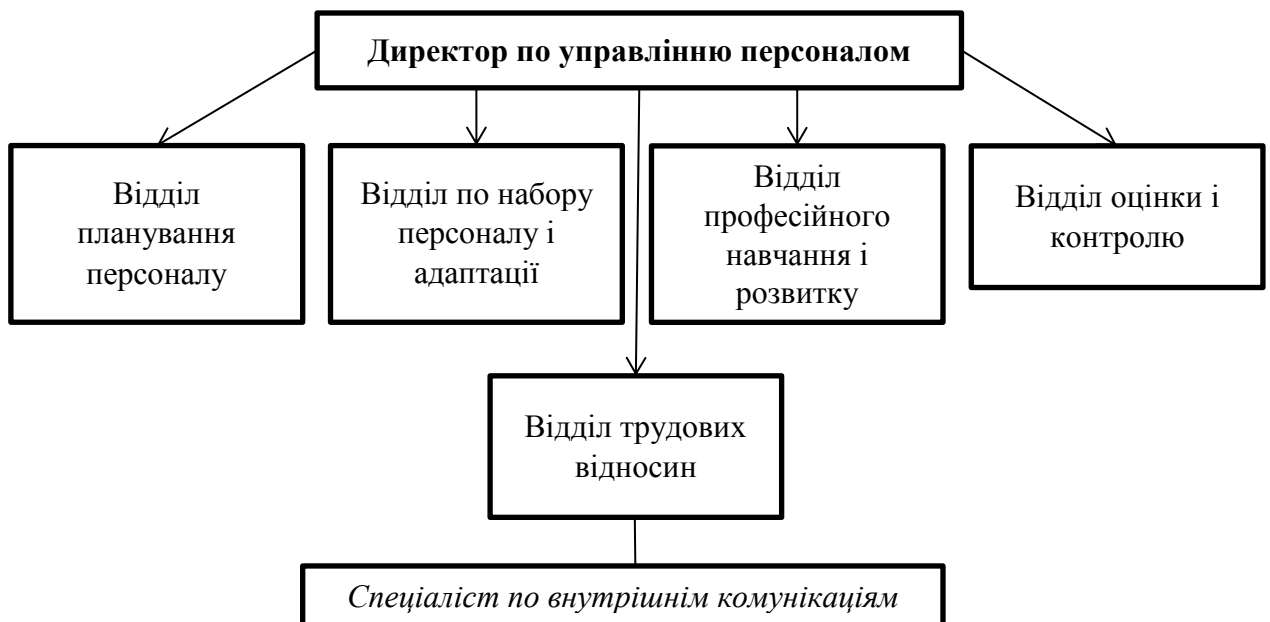 Директор по управлінню персоналом
Відділ
планування
персоналу
Відділ по набору
персоналу і
адаптації
Відділ
професійного
навчання і
розвитку
Відділ оцінки і
контролю
Відділ трудових
відносин
Спеціаліст по внутрішнім комунікаціям